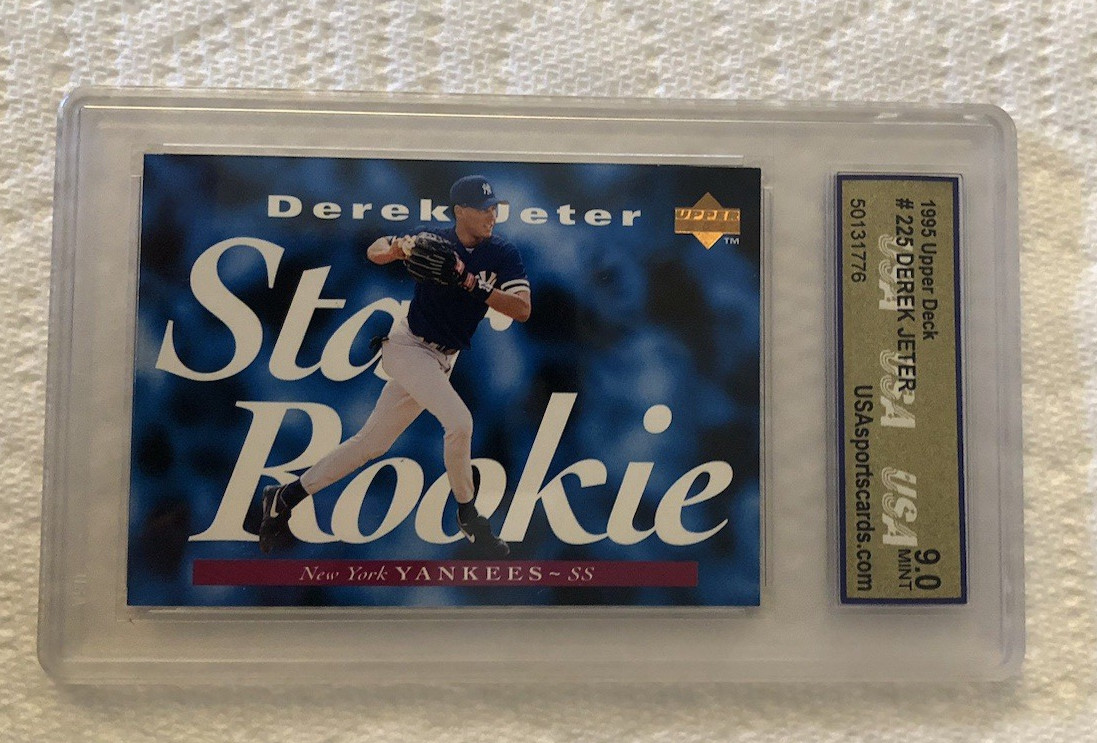 Derek Jeter
UPPER
TM
Star
Rookie
New York YANKEES ~ SS
1995 Upper Deck
# 225 DEREK JETER
50131776
USAsportscards.com
USA USA USA
9.0
MINT